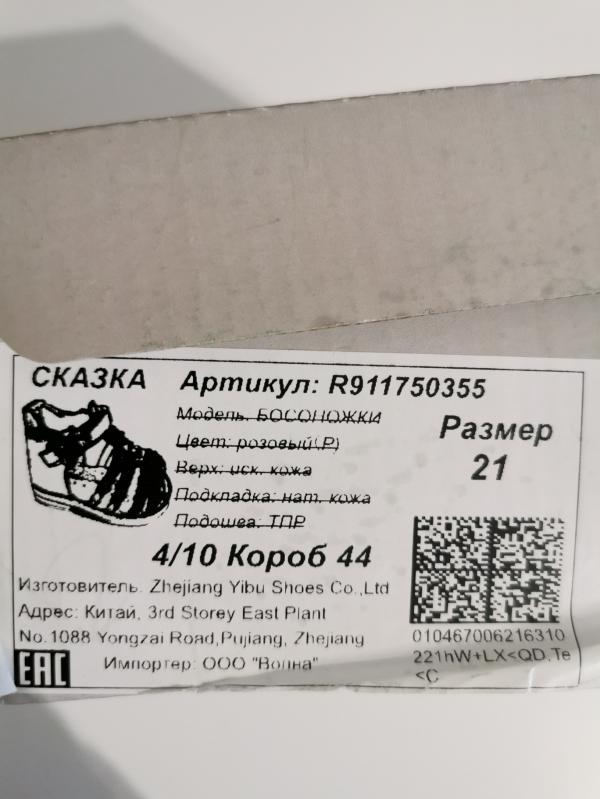 СКАЗКА Артикул: R911750355
Модель: БОСОНОЖКИ
Цвет: розовый(P)
Верх: иск. кожа
Подкладка: нат. кожа
Подошва: ТПР
Размер
21
4/10 Короб 44
Изготовитель: Zhejiang Yibu Shoes Co.,Ltd
Адрес: Китай, 3rd Storey East Plant
No.1088 Yongzai Road,Pujiang, Zhejiang
Импортер: ООО "Волна"
EAC
010467006216310
221hW+LX<QD,Te
<C